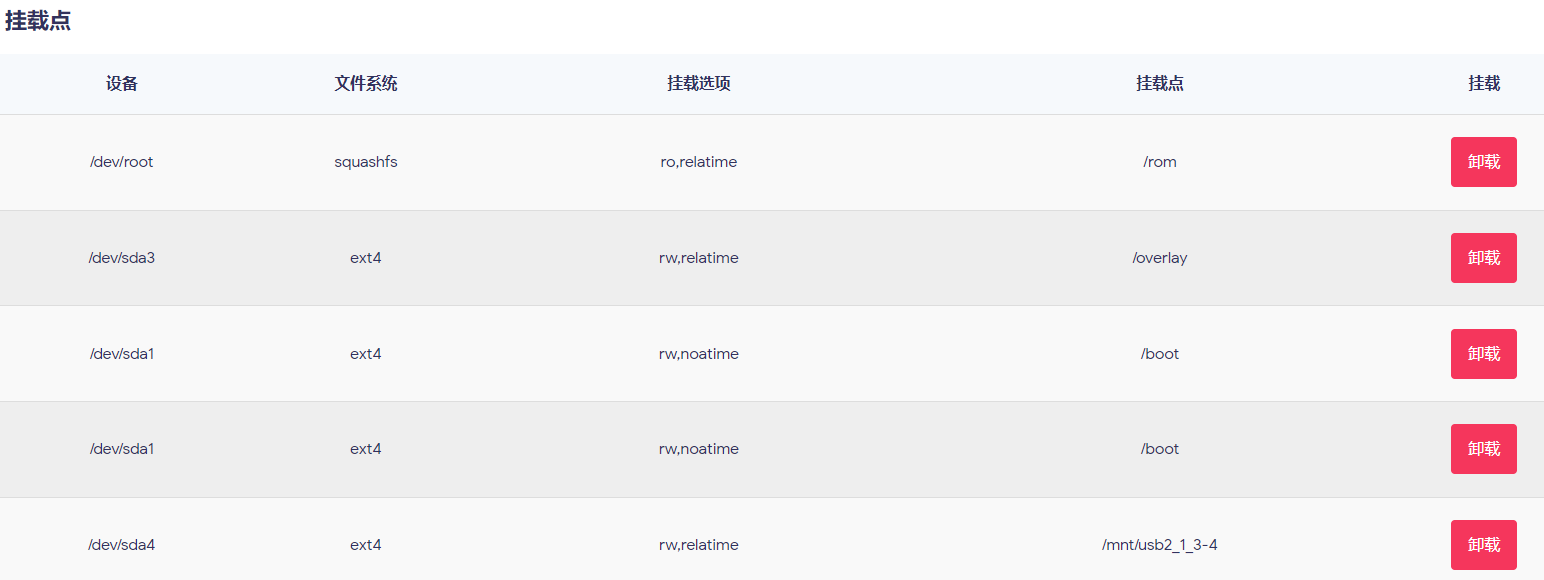 挂载点
设备 文件系统 挂载选项 挂载点 挂载
/dev/root squashfs ro,relatime /rom 卸载
/dev/sda3 ext4 rw,relatime /overlay 卸载
/dev/sda1 ext4 rw,noatime /boot 卸载
/dev/sda1 ext4 rw,noatime /boot 卸载
/dev/sda4 ext4 rw,relatime /mnt/usb2_1_3-4 卸载